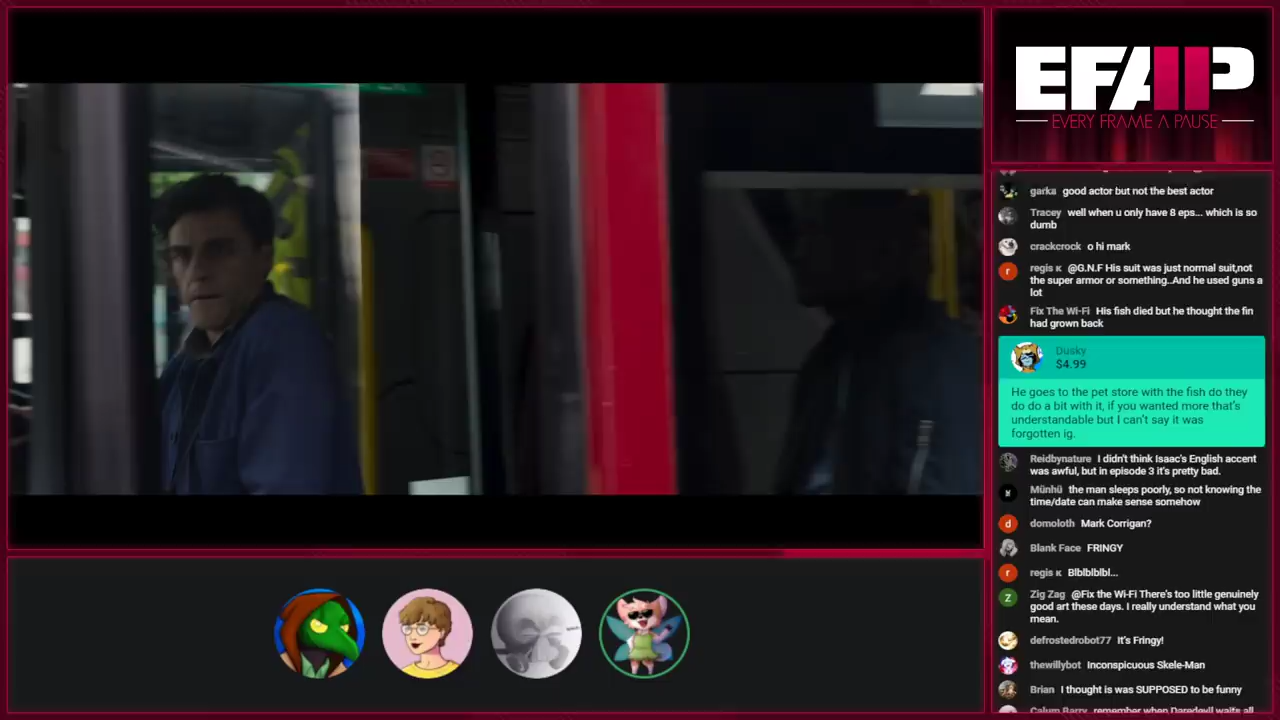 EFAP
EVERY FRAME A PAUSE
garka good actor but not the best actor
Tracey well when u only have 8 eps... which is so
dumb
crackcrock o hi mark
regis ĸ @G.N.F His suit was just normal suit,not
the super armor or something..And he used guns a
lot
Fix The Wi-Fi His fish died but he thought the fin
had grown back
Dusky
$4.99
He goes to the pet store with the fish do they
do do a bit with it, if you wanted more that's
understandable but I can't say it was
forgotten ig.
Reidbynature I didn't think Isaac's English accent
was awful, but in episode 3 it's pretty bad.
Münhü the man sleeps poorly, so not knowing the
time/date can make sense somehow
d
domoloth Mark Corrigan?
Blank Face FRINGY
r
regis ĸ Blblblblbl...
Z
Zig Zag @Fix the Wi-Fi There's too little genuinely
good art these days. I really understand what you
mean.
defrostedrobot77 It's Fringy!
thewillybot Inconspicuous Skele-Man
Brian I thought is was SUPPOSED to be funny
Calum Barry remember when Daredevil waits all